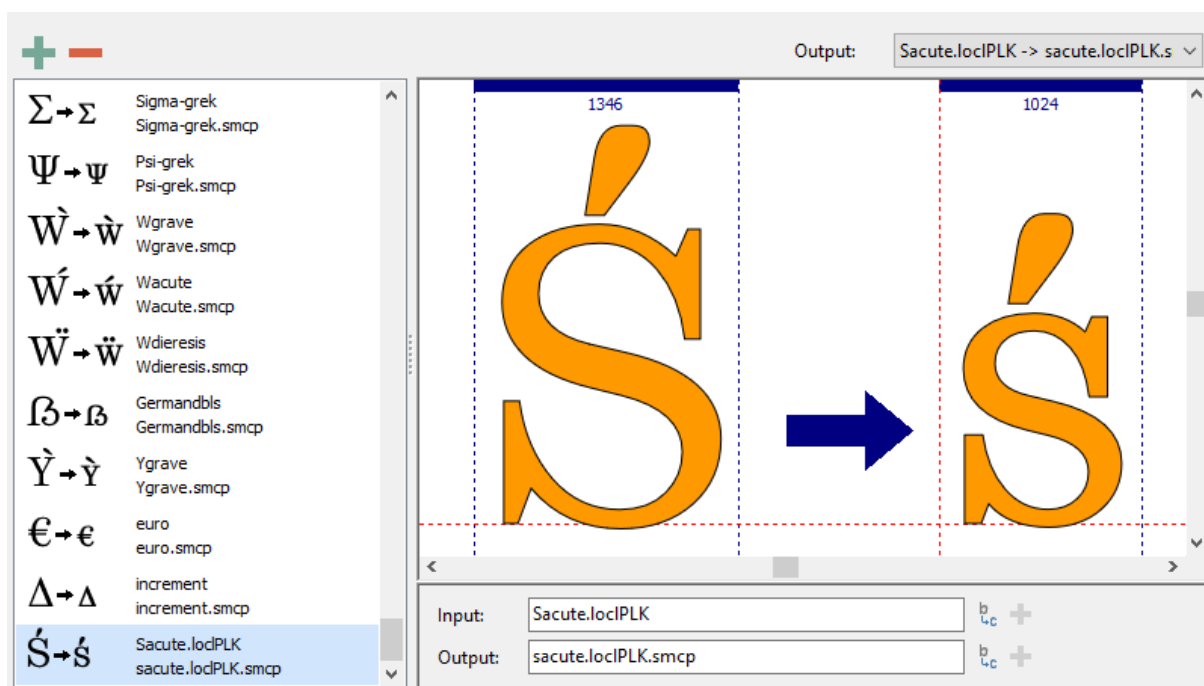 Output: Sacute.loclPLK -> sacute.loclPLK.s
Σ→Σ Sigma-grek
Sigma-grek.smcp
Ψ→Ψ Psi-grek
Psi-grek.smcp
Ẁ→ẁ Wgrave
Wgrave.smcp
Ẃ→ẃ Wacute
Wacute.smcp
Ẅ→ẅ Wdieresis
Wdieresis.smcp
ẞ→ẞ Germandbls
Germandbls.smcp
Ỳ→Ỳ Ygrave
Ygrave.smcp
€→€ euro
euro.smcp
Δ→Δ increment
increment.smcp
Ś→ś Sacute.loclPLK
sacute.loclPLK.smcp
1346 1024
Ś ś
Input: Sacute.loclPLK b c
Output: sacute.loclPLK.smcp b c